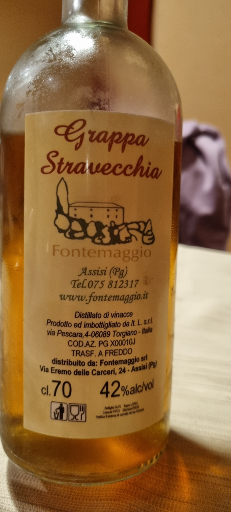 Grappa
Stravecchia
Fontemaggio
Assisi (Pg)
Tel.075 812317
www.fontemaggio.it
Distillato di vinacce
Prodotto ed imbottigliato da It. L. s.r.l.
via Pescara,4-06089 Torgiano - Italia
COD.AZ. PG X00010J
TRASF. A FREDDO
distribuito da: Fontemaggio srl
Via Eremo delle Carceri, 24 - Assisi (Pg)
cl.70 42%alc/vol